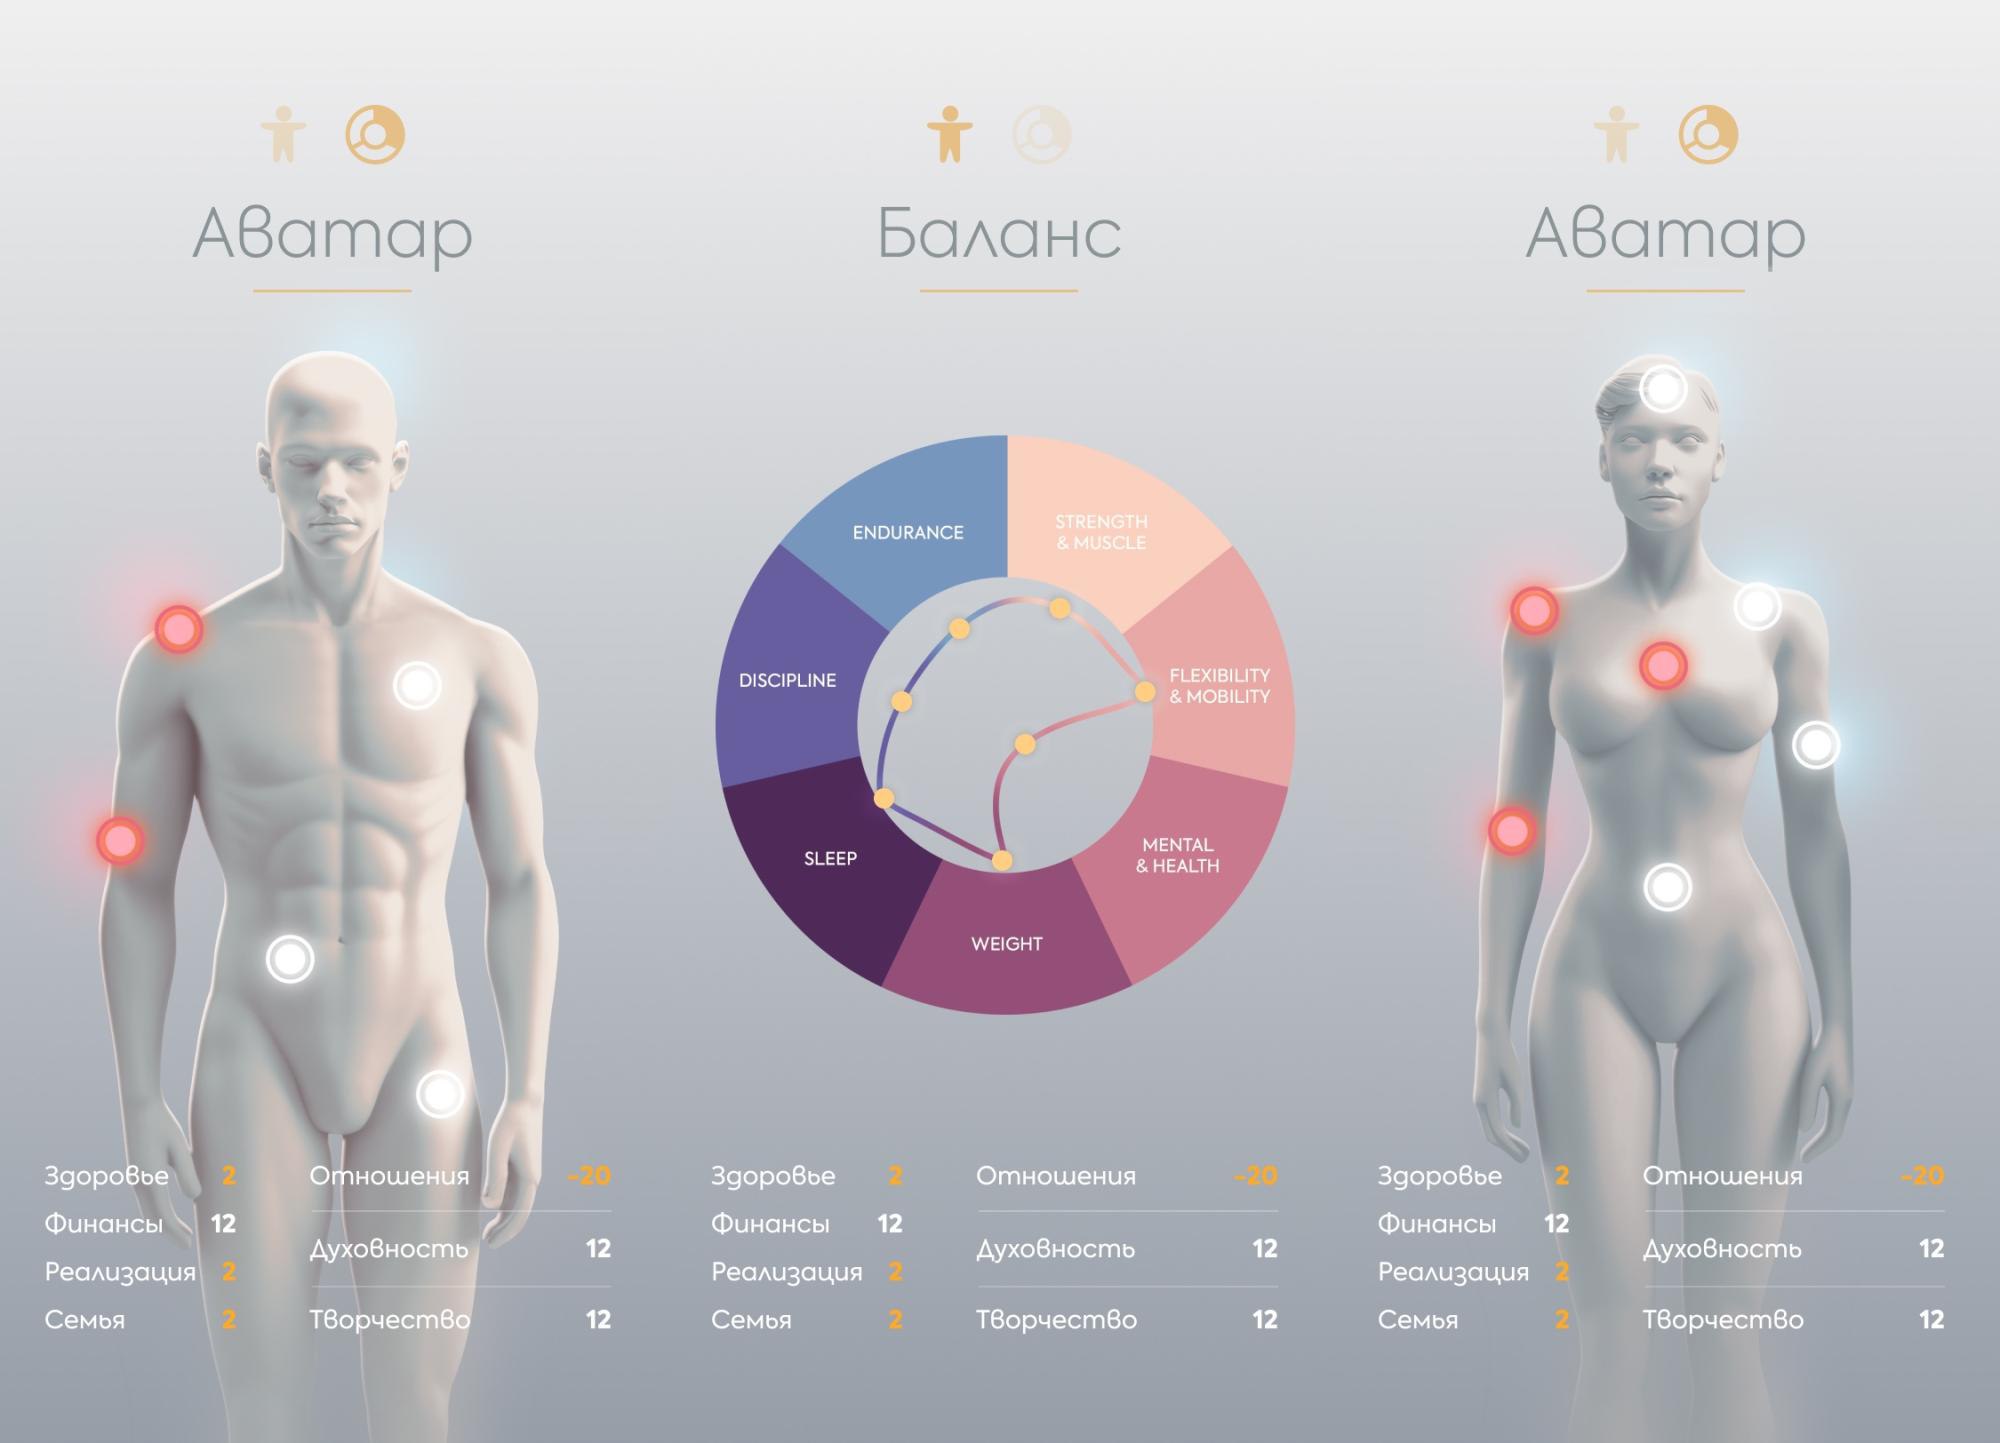 Аватар
Здоровье 2
Финансы 12
Реализация 2
Семья 2
Отношения -20
Духовность 12
Творчество 12
Баланс
ENDURANCE
STRENGTH
& MUSCLE
DISCIPLINE
FLEXIBILITY
& MOBILITY
SLEEP
MENTAL
& HEALTH
WEIGHT
Здоровье 2
Финансы 12
Реализация 2
Семья 2
Отношения -20
Духовность 12
Творчество 12
Аватар
Здоровье 2
Финансы 12
Реализация 2
Семья 2
Отношения -20
Духовность 12
Творчество 12